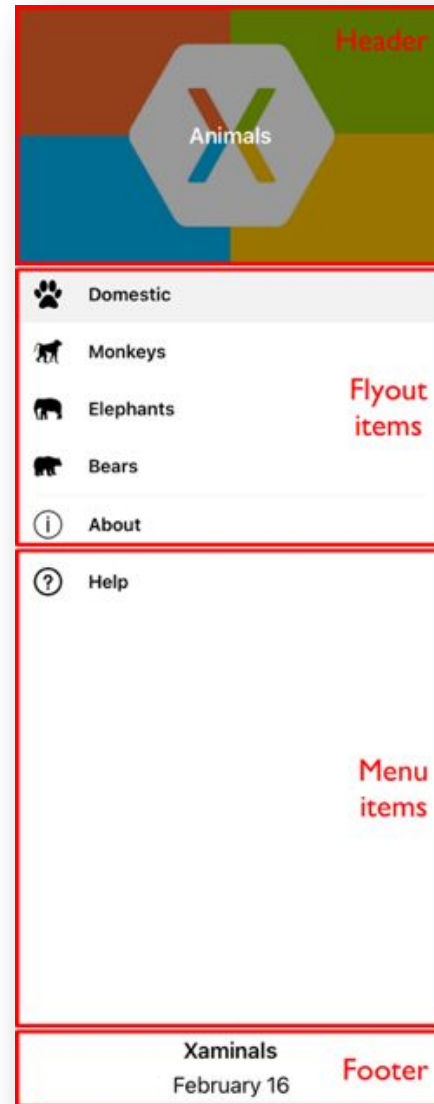 Header
Animals
Domestic
Monkeys
Flyout
items
Elephants
Bears
About
Help
Menu
items
Xaminals
February 16
Footer